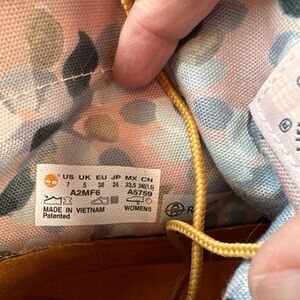 US UK EU JP MX CN
7 5 38 24 23,5 240(1.5)
A2MF6 A5759
MADE IN VIETNAM WOMENS
Patented
R